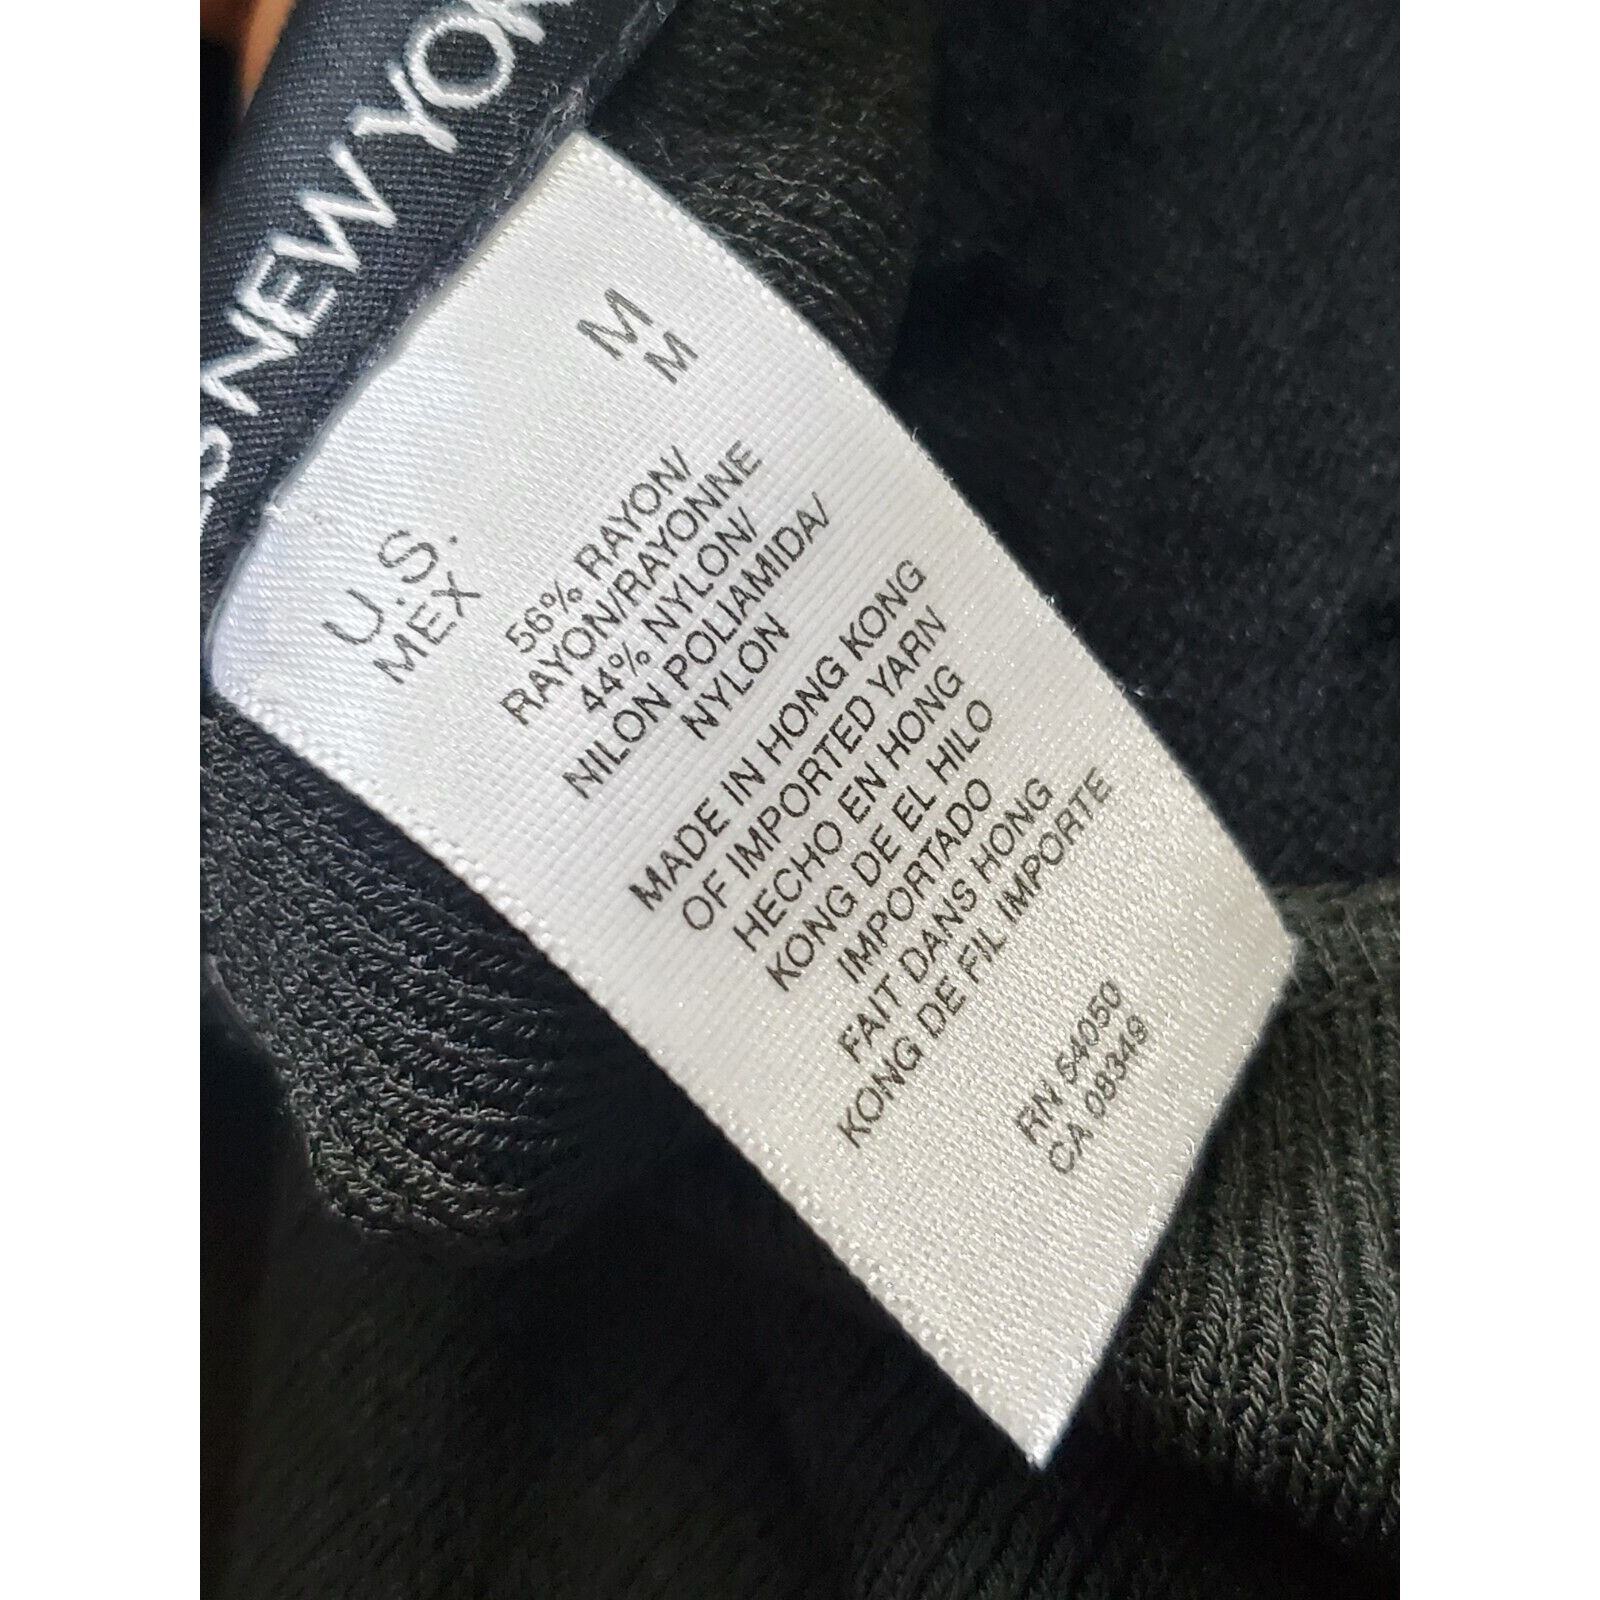 NEW YOR
U.S. M
MEX M
56% RAYON/
RAYON/RAYONNE
44% NYLON/
NILON POLIAMIDA/
NYLON
MADE IN HONG KONG
OF IMPORTED YARN
HECHO EN HONG
KONG DE EL HILO
IMPORTADO
FAIT DANS HONG
KONG DE FIL IMPORTE
RN 54050
CA 08349